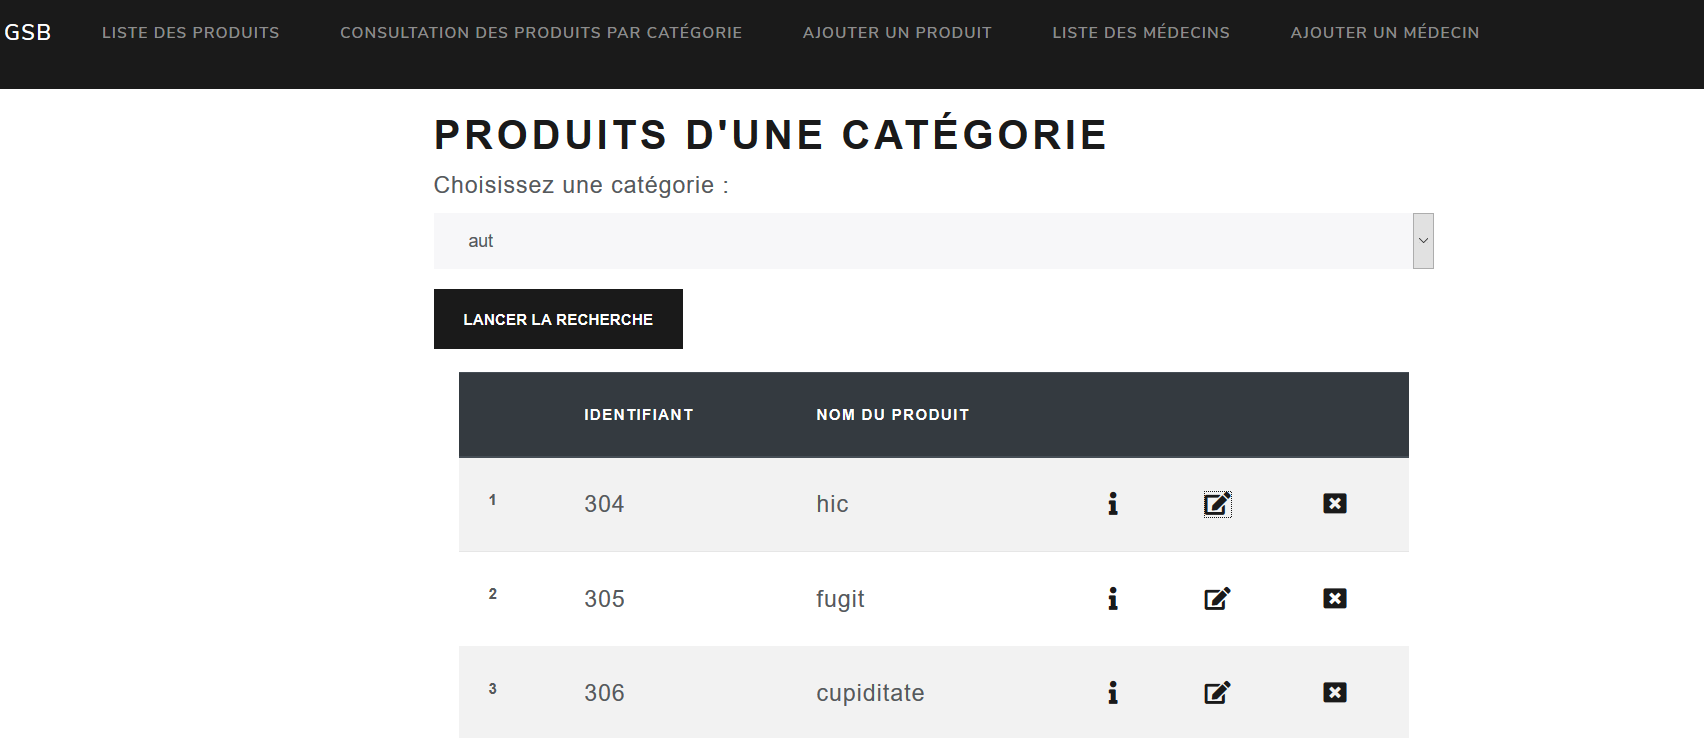 GSB LISTE DES PRODUITS CONSULTATION DES PRODUITS PAR CATÉGORIE AJOUTER UN PRODUIT LISTE DES MÉDECINS AJOUTER UN MÉDECIN
PRODUITS D'UNE CATÉGORIE
Choisissez une catégorie :
aut
LANCER LA RECHERCHE
IDENTIFIANT NOM DU PRODUIT
1 304 hic
2 305 fugit
3 306 cupiditate